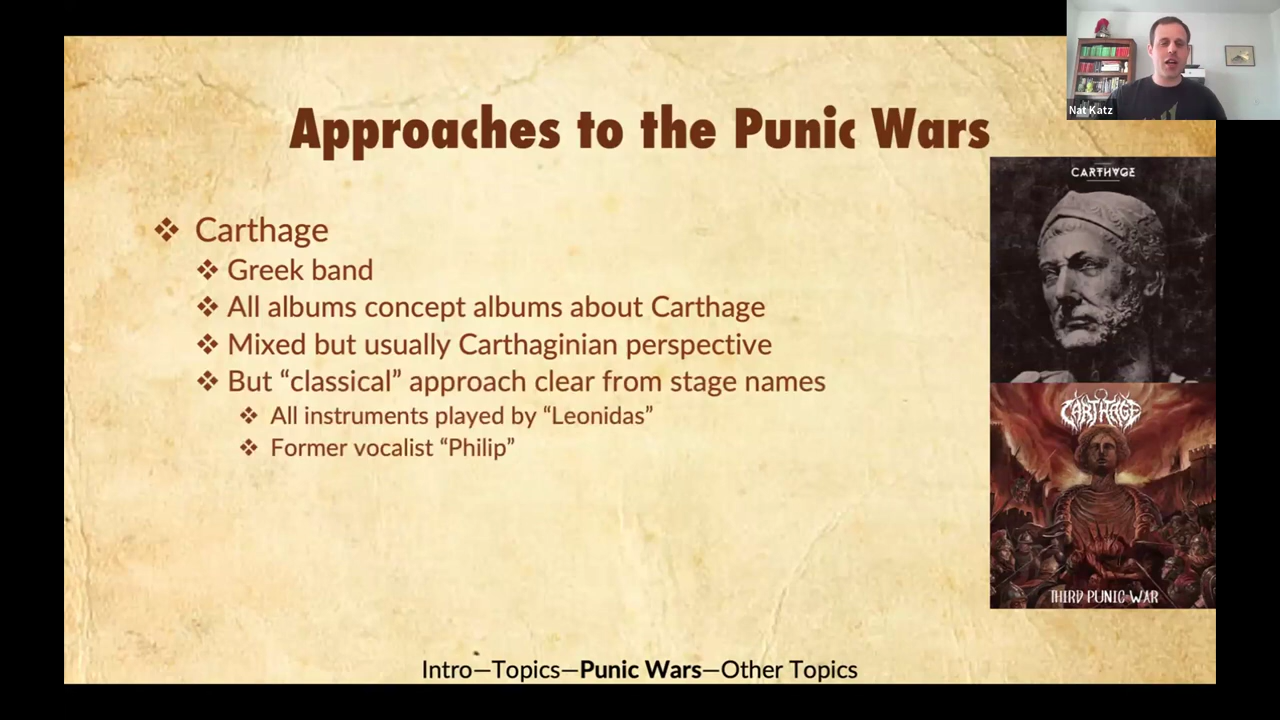 Nat Katz
Approaches to the Punic Wars
❖ Carthage
❖ Greek band
❖ All albums concept albums about Carthage
❖ Mixed but usually Carthaginian perspective
❖ But “classical” approach clear from stage names
❖ All instruments played by “Leonidas”
❖ Former vocalist “Philip”
CARTHAGE
CARTHAGE
THIRD PUNIC WAR
Intro—Topics—Punic Wars—Other Topics